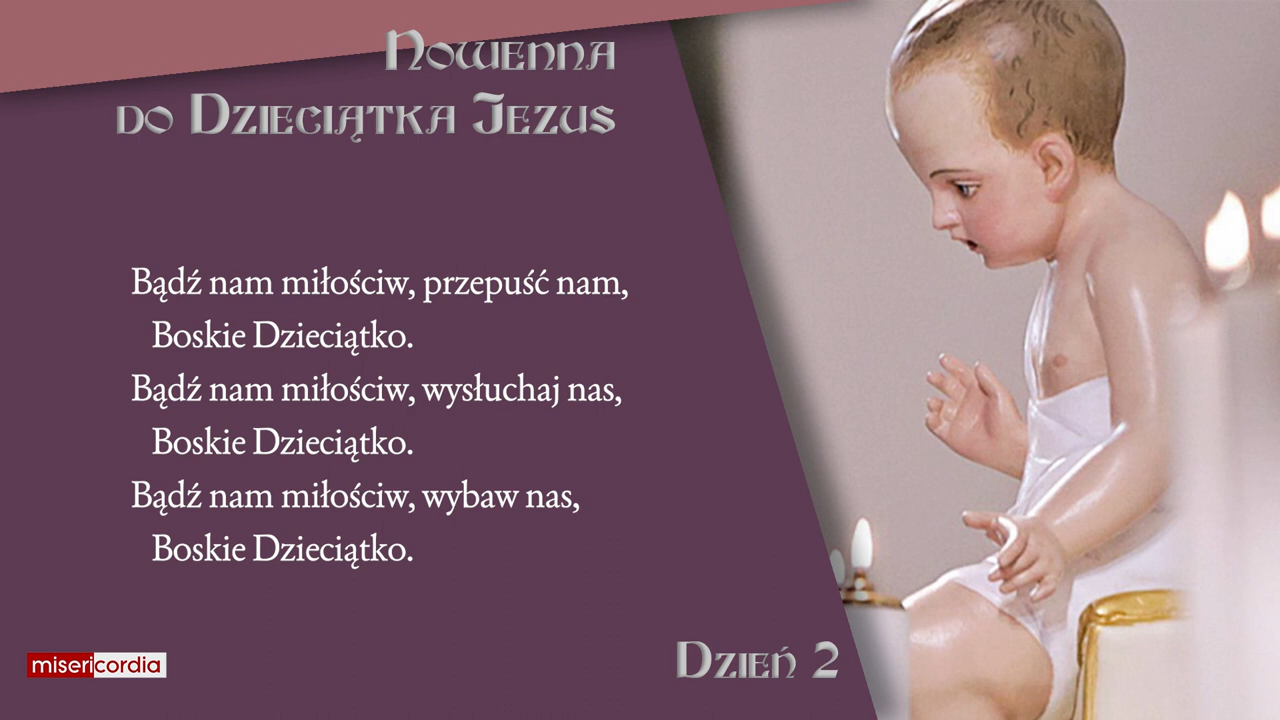 Nowenna
do Dzieciątka Jezus
Bądź nam miłościw, przepuść nam,
Boskie Dzieciątko.
Bądź nam miłościw, wysłuchaj nas,
Boskie Dzieciątko.
Bądź nam miłościw, wybaw nas,
Boskie Dzieciątko.
misericordia
Dzień 2